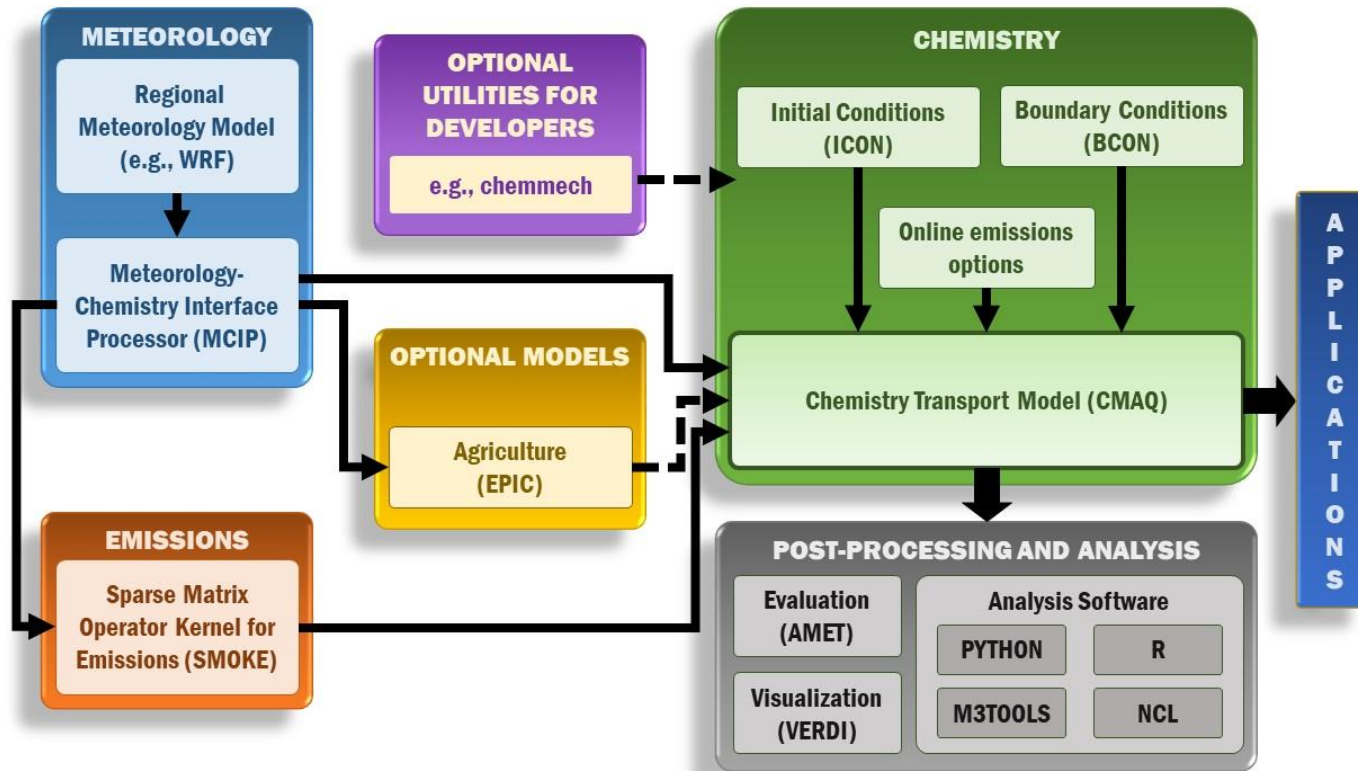 METEOROLOGY
Regional
Meteorology Model
(e.g., WRF)
Meteorology-
Chemistry Interface
Processor (MCIP)
OPTIONAL
UTILITIES FOR
DEVELOPERS
e.g., chemmech
CHEMISTRY
Initial Conditions
(ICON)
Boundary Conditions
(BCON)
Online emissions
options
Chemistry Transport Model (CMAQ)
OPTIONAL MODELS
Agriculture
(EPIC)
EMISSIONS
Sparse Matrix
Operator Kernel for
Emissions (SMOKE)
POST-PROCESSING AND ANALYSIS
Evaluation
(AMET)
Visualization
(VERDI)
Analysis Software
PYTHON
R
M3TOOLS
NCL
APPLICATIONS